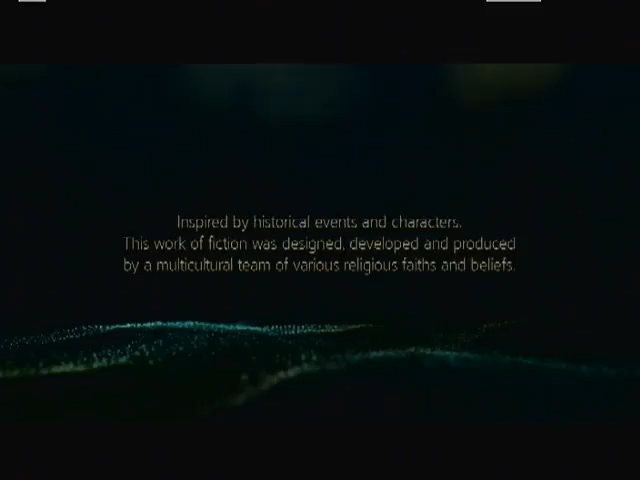 Inspired by historical events and characters.
This work of fiction was designed, developed and produced
by a multicultural team of various religious faiths and beliefs.